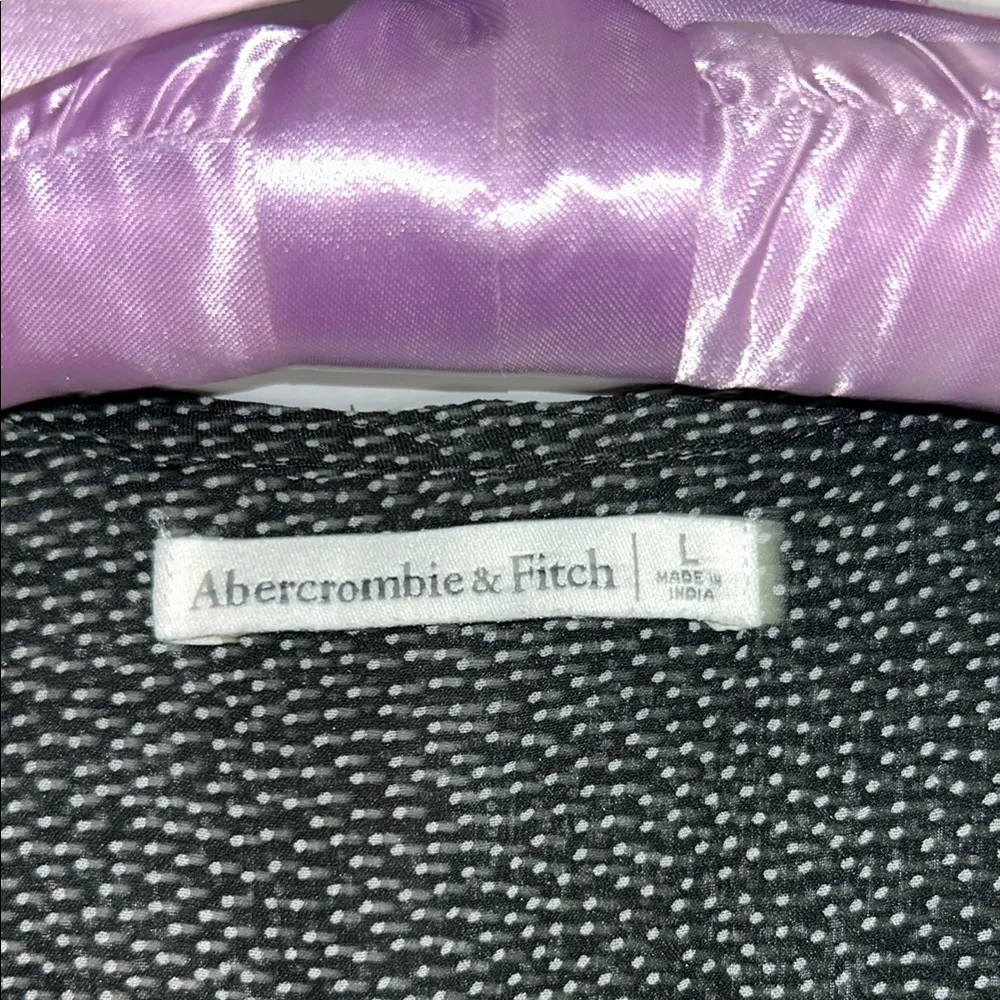 Abercrombie & Fitch
L
MADE IN
INDIA